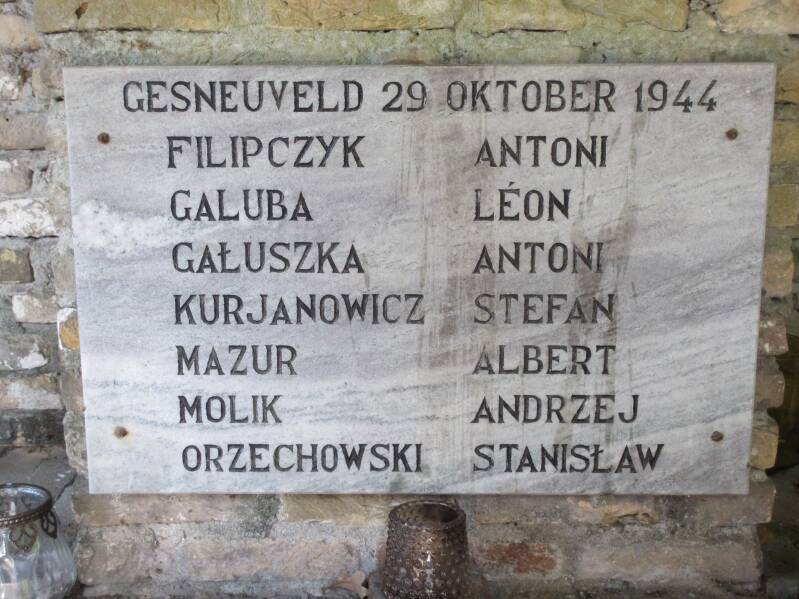 GESNEUVELD 29 OKTOBER 1944
FILIPCZYK ANTONI
GALUBA LÉON
GAŁUSZKA ANTONI
KURJANOWICZ STEFAN
MAZUR ALBERT
MOLIK ANDRZEJ
ORZECHOWSKI STANISŁAW